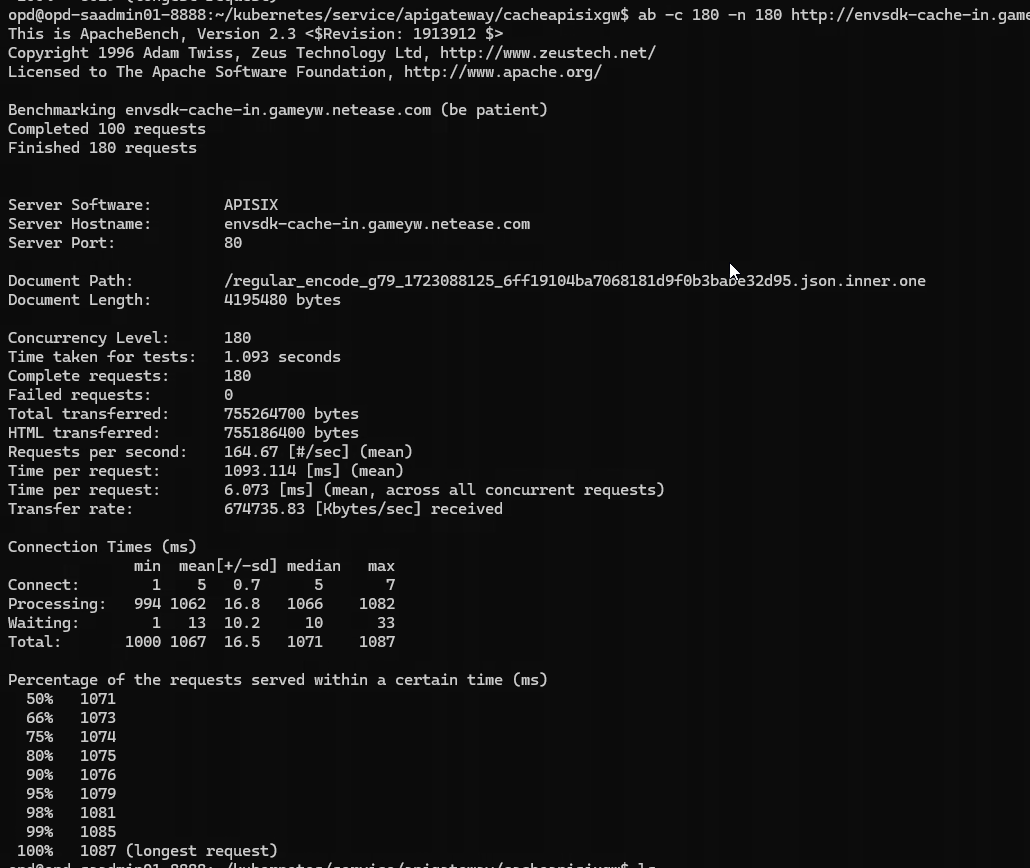 opd@opd-saadmin01-8888:~/kubernetes/service/apigateway/cacheapisixgw$ ab -c 180 -n 180 http://envsdk-cache-in.game
This is ApacheBench, Version 2.3 <$Revision: 1913912 $>
Copyright 1996 Adam Twiss, Zeus Technology Ltd, http://www.zeustech.net/
Licensed to The Apache Software Foundation, http://www.apache.org/
Benchmarking envsdk-cache-in.gameyw.netease.com (be patient)
Completed 100 requests
Finished 180 requests
Server Software: APISIX
Server Hostname: envsdk-cache-in.gameyw.netease.com
Server Port: 80
Document Path: /regular_encode_g79_1723088125_6ff19104ba7068181d9f0b3babe32d95.json.inner.one
Document Length: 4195480 bytes
Concurrency Level: 180
Time taken for tests: 1.093 seconds
Complete requests: 180
Failed requests: 0
Total transferred: 755264700 bytes
HTML transferred: 755186400 bytes
Requests per second: 164.67 [#/sec] (mean)
Time per request: 1093.114 [ms] (mean)
Time per request: 6.073 [ms] (mean, across all concurrent requests)
Transfer rate: 674735.83 [Kbytes/sec] received
Connection Times (ms)
min mean[+/-sd] median max
Connect: 1 5 0.7 5 7
Processing: 994 1062 16.8 1066 1082
Waiting: 1 13 10.2 10 33
Total: 1000 1067 16.5 1071 1087
Percentage of the requests served within a certain time (ms)
50% 1071
66% 1073
75% 1074
80% 1075
90% 1076
95% 1079
98% 1081
99% 1085
100% 1087 (longest request)